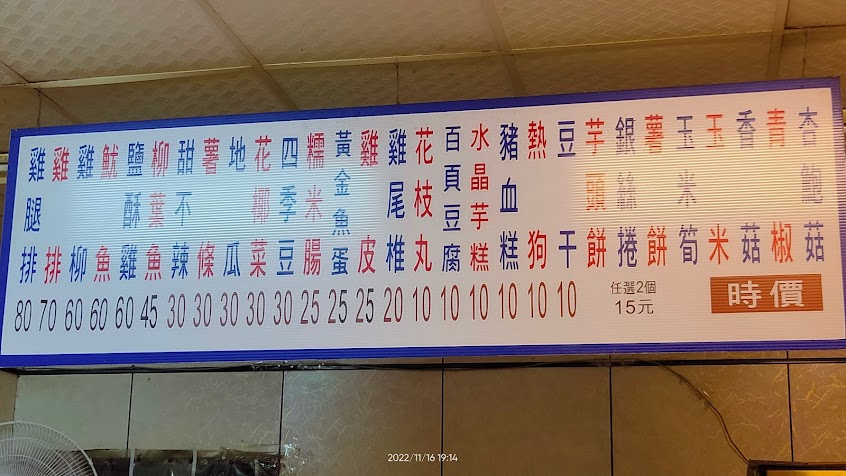 雞腿排 80
雞排 70
雞柳 60
魷魚 60
鹽酥雞 60
柳葉魚 45
甜不辣 30
薯條 30
地瓜 30
花椰菜 30
四季豆 30
糯米腸 25
黃金魚蛋 25
雞皮 25
雞尾椎 20
花枝丸 10
百頁豆腐 10
水晶芋糕 10
豬血糕 10
熱狗 10
豆干 10
芋頭餅
銀絲捲
薯餅
任選2個
15元
玉米筍
玉米
香菇
青椒
杏鮑菇
時價
2022/11/16 19:14